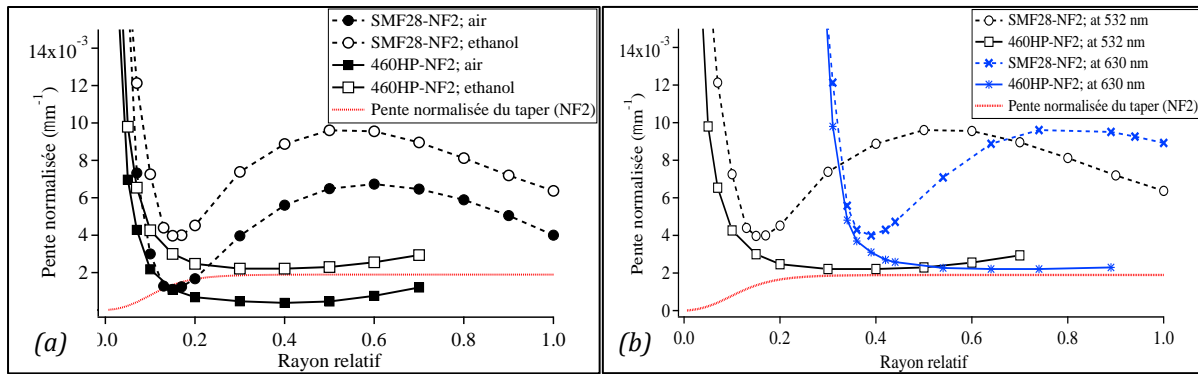 SMF28-NF2; air
SMF28-NF2; ethanol
460HP-NF2; air
460HP-NF2; ethanol
Pente normalisée du taper (NF2)
14x10⁻³
12
10
8
6
4
2
0
Pente normalisée (mm⁻¹)
0.0 0.2 0.4 0.6 0.8 1.0
Rayon relatif
(a)
SMF28-NF2; at 532 nm
460HP-NF2; at 532 nm
SMF28-NF2; at 630 nm
460HP-NF2; at 630 nm
Pente normalisée du taper (NF2)
14x10⁻³
12
10
8
6
4
2
0
Pente normalisée (mm⁻¹)
0.0 0.2 0.4 0.6 0.8 1.0
Rayon relatif
(b)